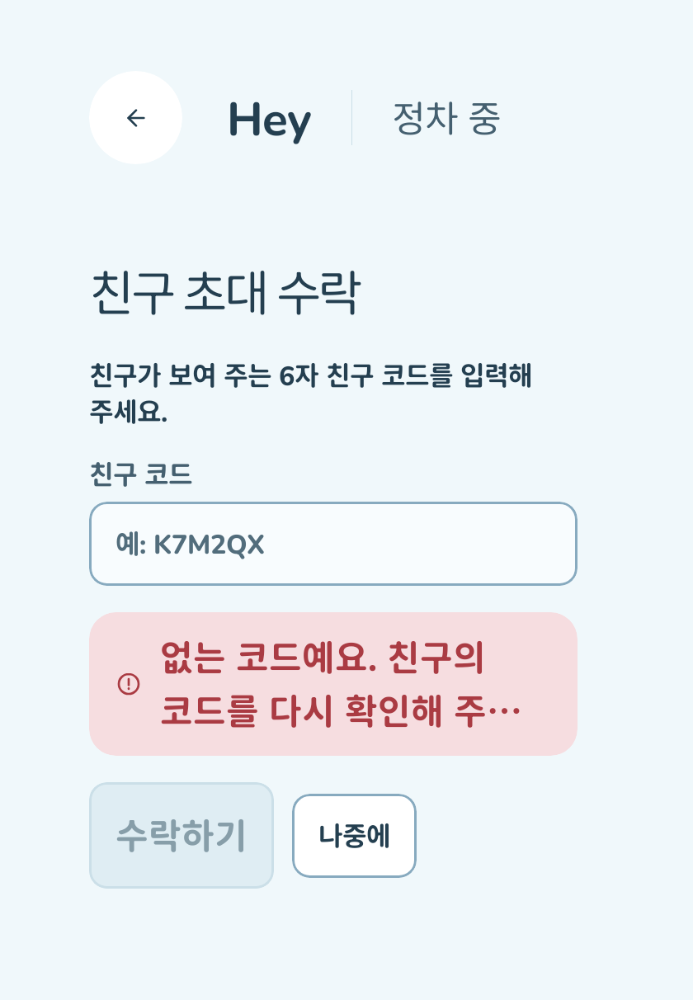 Hey
정차 중
친구 초대 수락
친구가 보여 주는 6자 친구 코드를 입력해
주세요.
친구 코드
예: K7M2QX
없는 코드예요. 친구의
코드를 다시 확인해 주…
수락하기
나중에